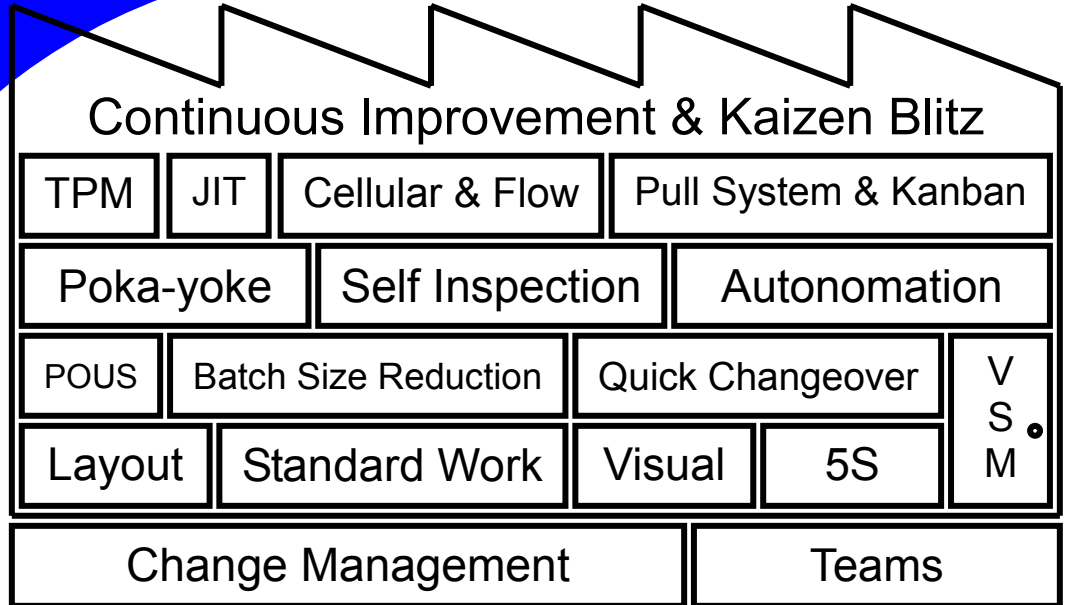 Continuous Improvement & Kaizen Blitz
TPM JIT Cellular & Flow Pull System & Kanban
Poka-yoke Self Inspection Autonomation
POUS Batch Size Reduction Quick Changeover
V
S
M
Layout Standard Work Visual 5S
Change Management Teams